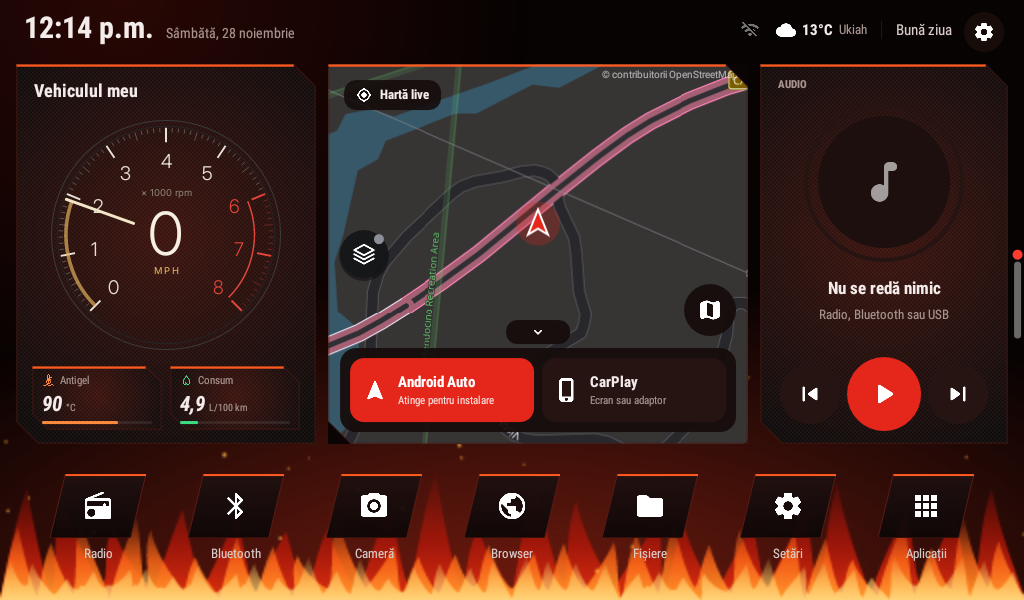 12:14 p.m.
Sâmbătă, 28 noiembrie
13°C Ukiah
Bună ziua
Vehiculul meu
0
1
2
3
4
5
6
7
8
× 1000 rpm
0
MPH
Antigel
90 °C
Consum
4,9 L/100 km
© contribuitorii OpenStreetMap
Hartă live
Recreation Area
Android Auto
Atinge pentru instalare
CarPlay
Ecran sau adaptor
AUDIO
Nu se redă nimic
Radio, Bluetooth sau USB
Radio
Bluetooth
Cameră
Browser
Fișiere
Setări
Aplicații